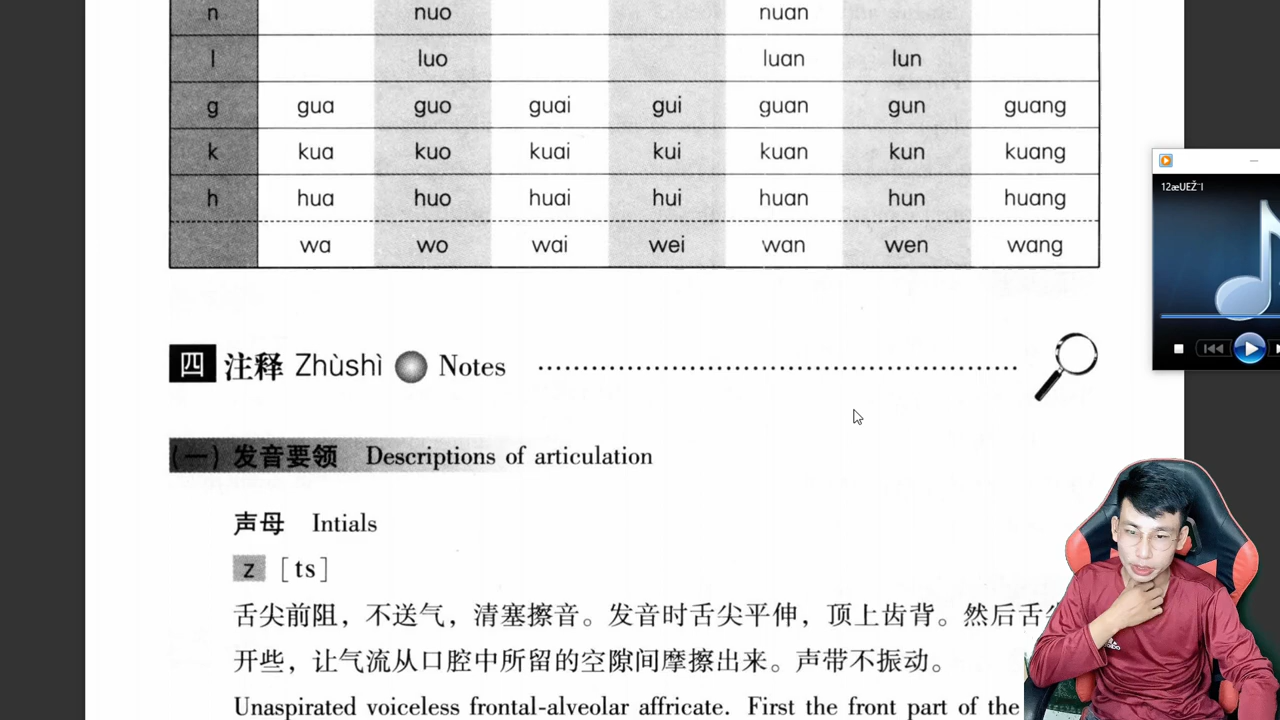 n nuo nuan
l luo luan lun
g gua guo guai gui guan gun guang
k kua kuo kuai kui kuan kun kuang
h hua huo huai hui huan hun huang
wa wo wai wei wan wen wang
四 注释 Zhùshì Notes
(一) 发音要领 Descriptions of articulation
声母 Intials
z [ts]
舌尖前阻，不送气，清塞擦音。发音时舌尖平伸，顶上齿背。然后舌
开些，让气流从口腔中所留的空隙间摩擦出来。声带不振动。
Unaspirated voiceless frontal-alveolar affricate. First the front part of the